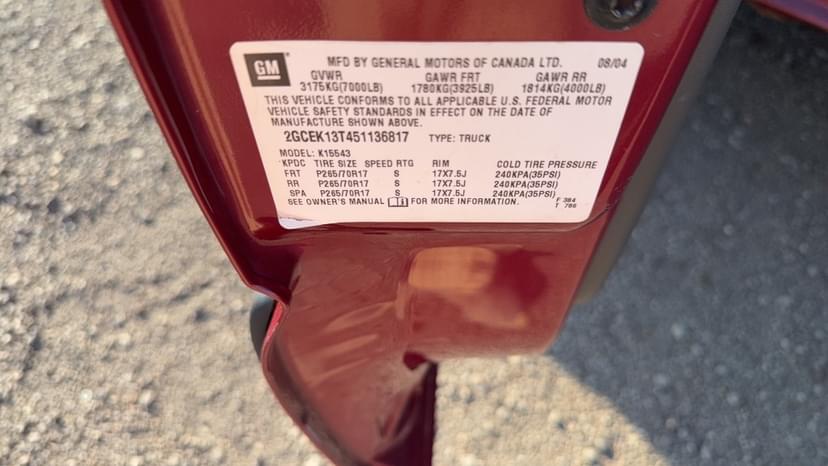 GM
MFD BY GENERAL MOTORS OF CANADA LTD. 08/04
GVWR GAWR FRT GAWR RR
3175KG(7000LB) 1780KG(3925LB) 1814KG(4000LB)
THIS VEHICLE CONFORMS TO ALL APPLICABLE U.S. FEDERAL MOTOR
VEHICLE SAFETY STANDARDS IN EFFECT ON THE DATE OF
MANUFACTURE SHOWN ABOVE.
2GCEK13T451136817 TYPE: TRUCK
MODEL: K15543
KPDC TIRE SIZE SPEED RTG RIM COLD TIRE PRESSURE
FRT P265/70R17 S 17X7.5J 240KPA(35PSI)
RR P265/70R17 S 17X7.5J 240KPA(35PSI)
SPA P265/70R17 S 17X7.5J 240KPA(35PSI)
SEE OWNER'S MANUAL FOR MORE INFORMATION.
F 384
T 786